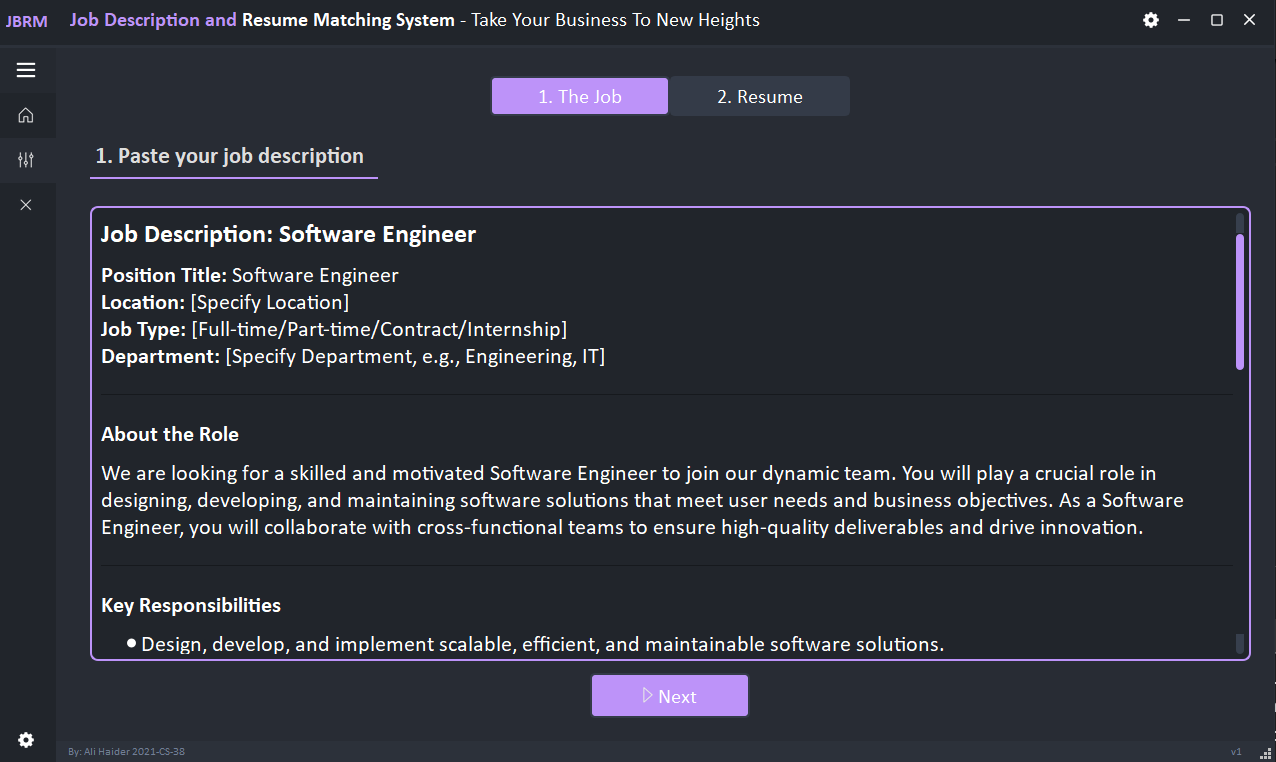 JBRM
Job Description and Resume Matching System - Take Your Business To New Heights
1. The Job
2. Resume
1. Paste your job description
Job Description: Software Engineer
Position Title: Software Engineer
Location: [Specify Location]
Job Type: [Full-time/Part-time/Contract/Internship]
Department: [Specify Department, e.g., Engineering, IT]
About the Role
We are looking for a skilled and motivated Software Engineer to join our dynamic team. You will play a crucial role in
designing, developing, and maintaining software solutions that meet user needs and business objectives. As a Software
Engineer, you will collaborate with cross-functional teams to ensure high-quality deliverables and drive innovation.
Key Responsibilities
● Design, develop, and implement scalable, efficient, and maintainable software solutions.
Next
By: Ali Haider 2021-CS-38
v1